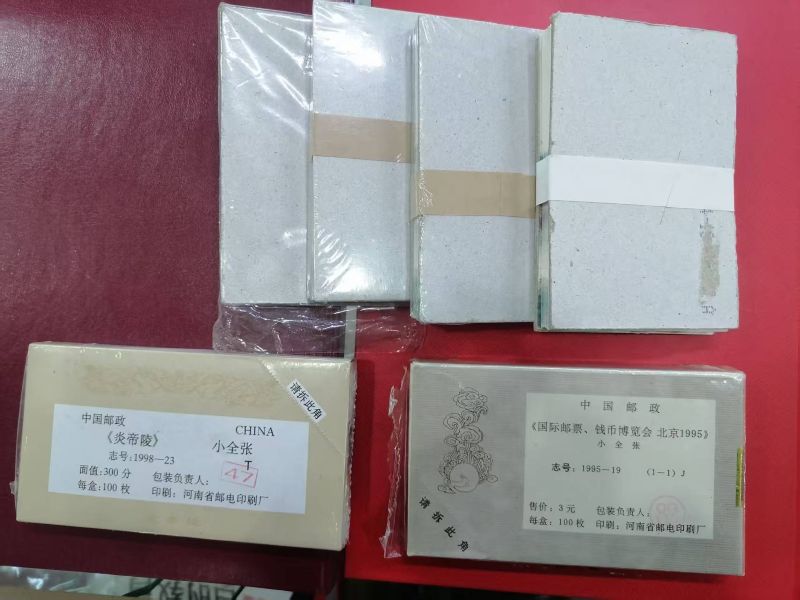 请拆此角
中国邮政
CHINA
《炎帝陵》
小全张
志号:1998—23
T
面值:300分 包装负责人:
47
每盒:100枚 印刷:河南省邮电印刷厂
中国邮政
《国际邮票、钱币博览会 北京1995》
小全张
志号:1995—19 (1—1)J
售价:3元 包装负责人:
每盒:100枚 印刷:河南省邮电印刷厂
请拆此角